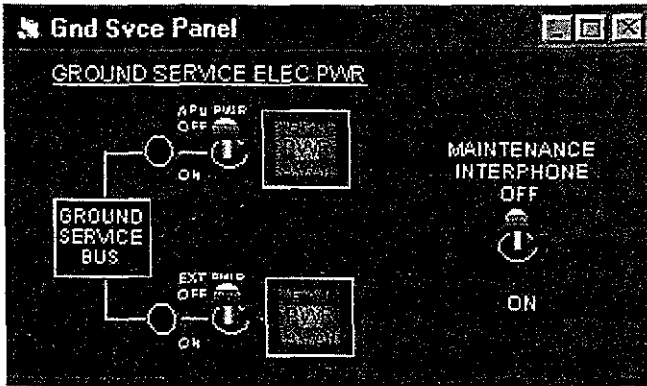 Gnd Svce Panel
GROUND SERVICE ELEC PWR
APU PWR
OFF
ON
GROUND
SERVICE
BUS
EXT PWR
OFF
ON
MAINTENANCE
INTERPHONE
OFF
ON